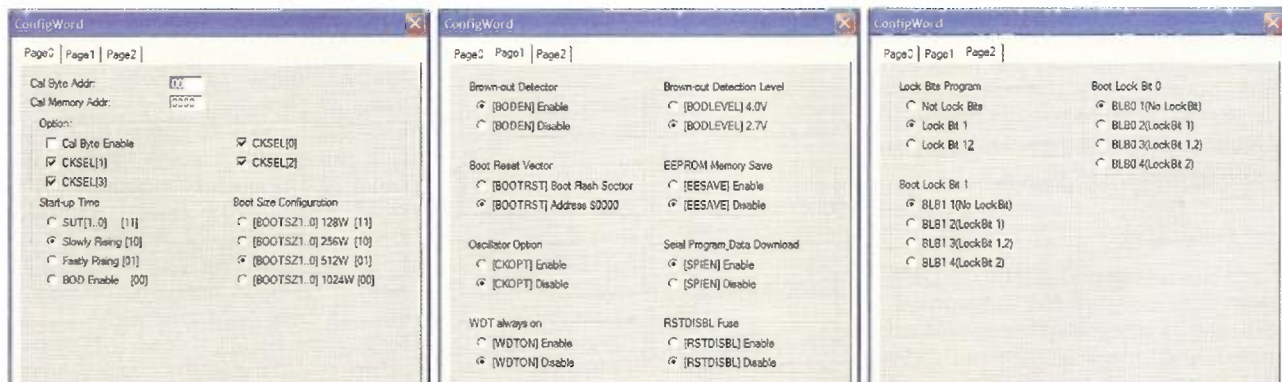 ConfigWord
Page0 Page1 Page2
Cal Byte Addr:
Cal Memory Addr:
Option:
Cal Byte Enable CKSEL[0]
CKSEL[1] CKSEL[2]
CKSEL[3]
Start-up Time Boot Size Configuration
SUT[1..0] [11] [BOOTSZ1..0] 128W [11]
Slowly Rising [10] [BOOTSZ1..0] 256W [10]
Fastly Rising [01] [BOOTSZ1..0] 512W [01]
BOD Enable [00] [BOOTSZ1..0] 1024W [00]
ConfigWord
Page0 Page1 Page2
Brown-out Detector Brown-out Detection Level
[BODEN] Enable [BODLEVEL] 4.0V
[BODEN] Disable [BODLEVEL] 2.7V
Boot Reset Vector EEPROM Memory Save
[BOOTRST] Boot Flash Section [EESAVE] Enable
[BOOTRST] Address $0000 [EESAVE] Disable
Oscillator Option Serial Program_Data Download
[CKOPT] Enable [SPIEN] Enable
[CKOPT] Disable [SPIEN] Disable
WDT always on RSTDISBL Fuse
[WDTON] Enable [RSTDISBL] Enable
[WDTON] Disable [RSTDISBL] Disable
ConfigWord
Page0 Page1 Page2
Lock Bits Program Boot Lock Bit 0
Not Lock Bits BLB0 1(No LockBit)
Lock Bit 1 BLB0 2(LockBit 1)
Lock Bit 12 BLB0 3(LockBit 1,2)
BLB0 4(LockBit 2)
Boot Lock Bit 1
BLB1 1(No LockBit)
BLB1 2(LockBit 1)
BLB1 3(LockBit 1,2)
BLB1 4(LockBit 2)